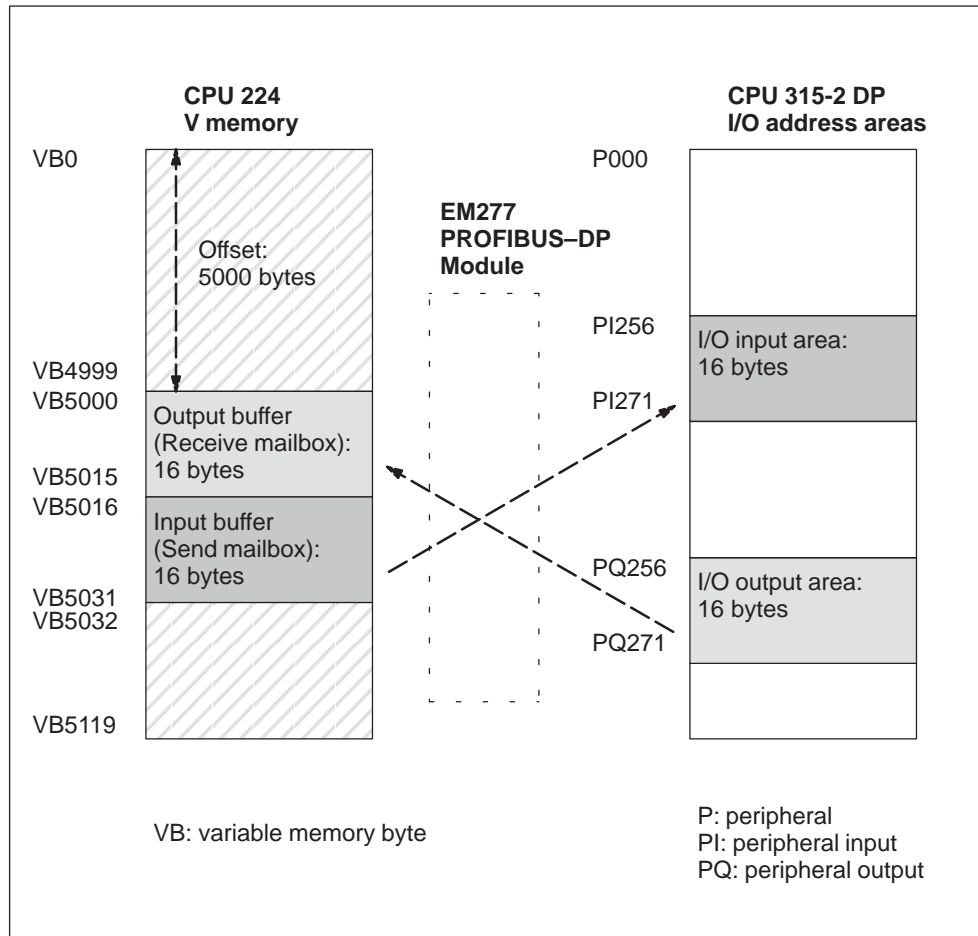 CPU 224
V memory
CPU 315-2 DP
I/O address areas
VB0
P000
EM277
PROFIBUS–DP
Module
Offset:
5000 bytes
PI256
I/O input area:
16 bytes
VB4999
VB5000
PI271
Output buffer
(Receive mailbox):
16 bytes
VB5015
VB5016
Input buffer
(Send mailbox):
16 bytes
PQ256
I/O output area:
16 bytes
VB5031
VB5032
PQ271
VB5119
VB: variable memory byte
P: peripheral
PI: peripheral input
PQ: peripheral output